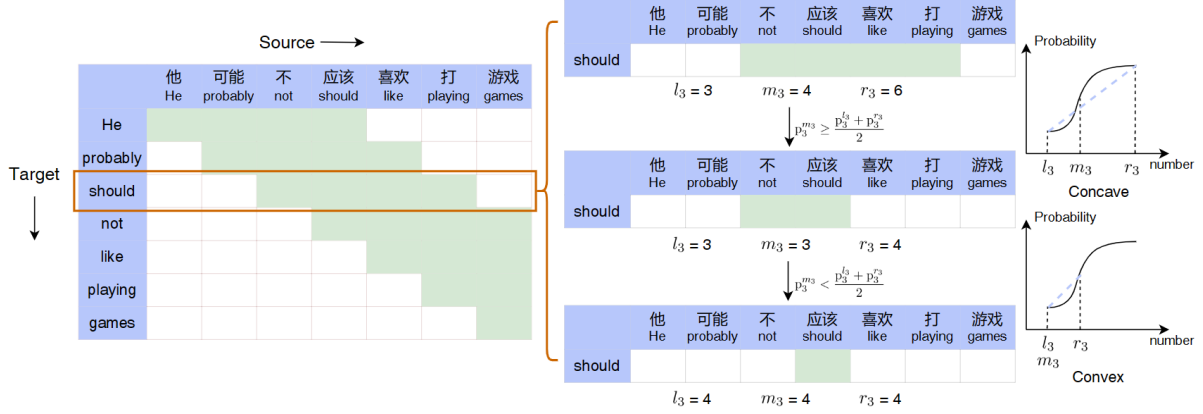 Source
他 可能 不 应该 喜欢 打 游戏
He probably not should like playing games
Target
He
probably
should
not
like
playing
games
他 可能 不 应该 喜欢 打 游戏
He probably not should like playing games
should
l₃ = 3 m₃ = 4 r₃ = 6
p₃^{m₃} ≥ \frac{p₃^{l₃} + p₃^{r₃}}{2}
他 可能 不 应该 喜欢 打 游戏
He probably not should like playing games
should
l₃ = 3 m₃ = 3 r₃ = 4
p₃^{m₃} < \frac{p₃^{l₃} + p₃^{r₃}}{2}
他 可能 不 应该 喜欢 打 游戏
He probably not should like playing games
should
l₃ = 4 m₃ = 4 r₃ = 4
Probability
l₃ m₃ r₃ number
Concave
Probability
l₃ r₃ number
m₃
Convex